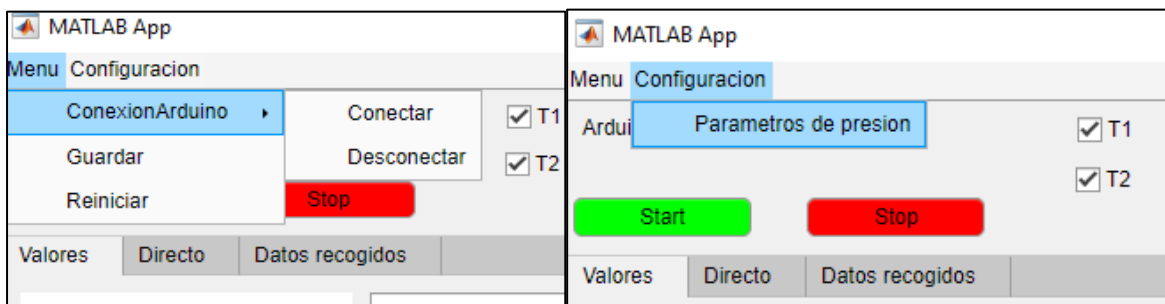 MATLAB App
Menu Configuracion
ConexionArduino Conectar T1
Guardar Desconectar T2
Reiniciar Stop
Valores Directo Datos recogidos
MATLAB App
Menu Configuracion
Ardui Parametros de presion T1
T2
Start Stop
Valores Directo Datos recogidos